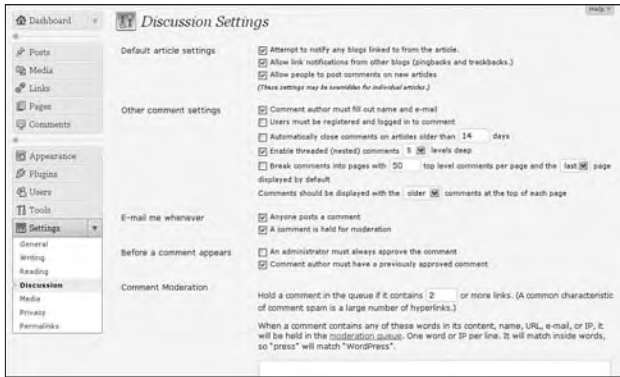 Help
Dashboard
Posts
Media
Links
Pages
Comments
Appearance
Plugins
Users
Tools
Settings
General
Writing
Reading
Discussion
Media
Privacy
Permalinks
Discussion Settings
Default article settings
Attempt to notify any blogs linked to from the article.
Allow link notifications from other blogs (pingbacks and trackbacks.)
Allow people to post comments on new articles
(These settings may be overridden for individual articles.)
Other comment settings
Comment author must fill out name and e-mail
Users must be registered and logged in to comment
Automatically close comments on articles older than 14 days
Enable threaded (nested) comments 5 levels deep
Break comments into pages with 50 top level comments per page and the last page
displayed by default
Comments should be displayed with the older comments at the top of each page
E-mail me whenever
Anyone posts a comment
A comment is held for moderation
Before a comment appears
An administrator must always approve the comment
Comment author must have a previously approved comment
Comment Moderation
Hold a comment in the queue if it contains 2 or more links. (A common characteristic
of comment spam is a large number of hyperlinks.)
When a comment contains any of these words in its content, name, URL, e-mail, or IP, it
will be held in the moderation queue. One word or IP per line. It will match inside words,
so "press" will match "WordPress".